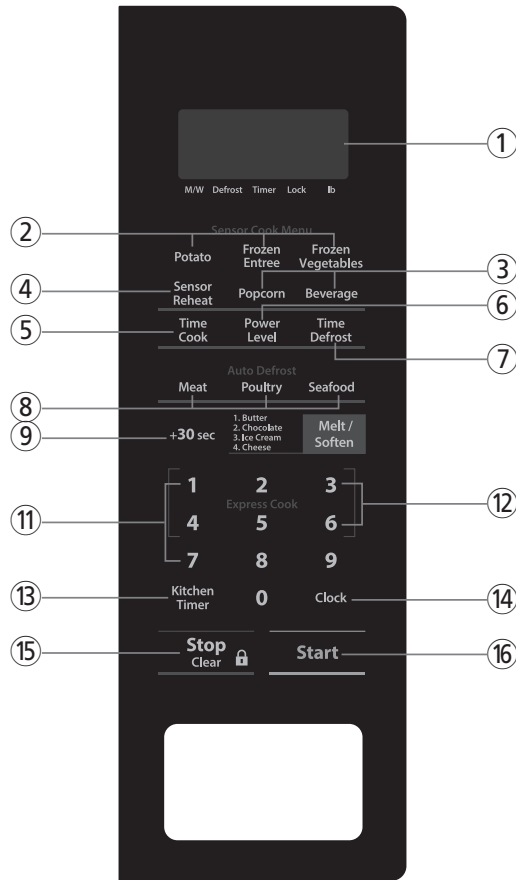 ①
M/W Defrost Timer Lock lb
②
Sensor Cook Menu
Potato
Frozen
Entree
Frozen
Vegetables
③
④
Sensor
Reheat
Popcorn
Beverage
⑥
⑤
Time
Cook
Power
Level
Time
Defrost
⑦
Auto Defrost
Meat Poultry Seafood
⑧
⑨
+30 sec
1. Butter
2. Chocolate
3. Ice Cream
4. Cheese
Melt /
Soften
1 2 3
⑪
Express Cook
⑫
4 5 6
7 8 9
⑬
Kitchen
Timer
0
Clock
⑭
⑮
Stop
Clear
Start
⑯